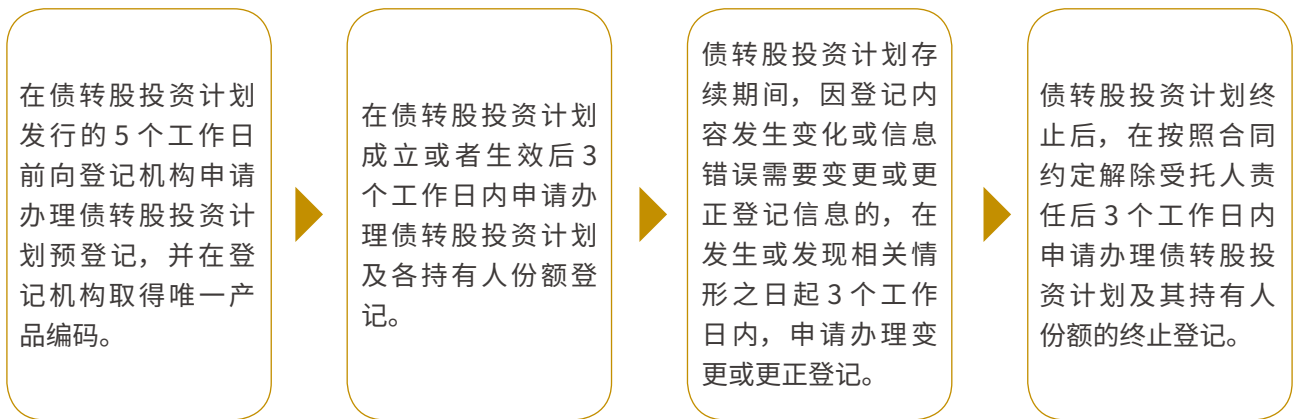 在债转股投资计划
发行的 5 个工作日
前向登记机构申请
办理债转股投资计
划预登记，并在登
记机构取得唯一产
品编码。
在债转股投资计划
成立或者生效后 3
个工作日内申请办
理债转股投资计划
及各持有人份额登
记。
债转股投资计划存
续期间，因登记内
容发生变化或信息
错误需要变更或更
正登记信息的，在
发生或发现相关情
形之日起 3 个工作
日内，申请办理变
更或更正登记。
债转股投资计划终
止后，在按照合同
约定解除受托人责
任后 3 个工作日内
申请办理债转股投
资计划及其持有人
份额的终止登记。